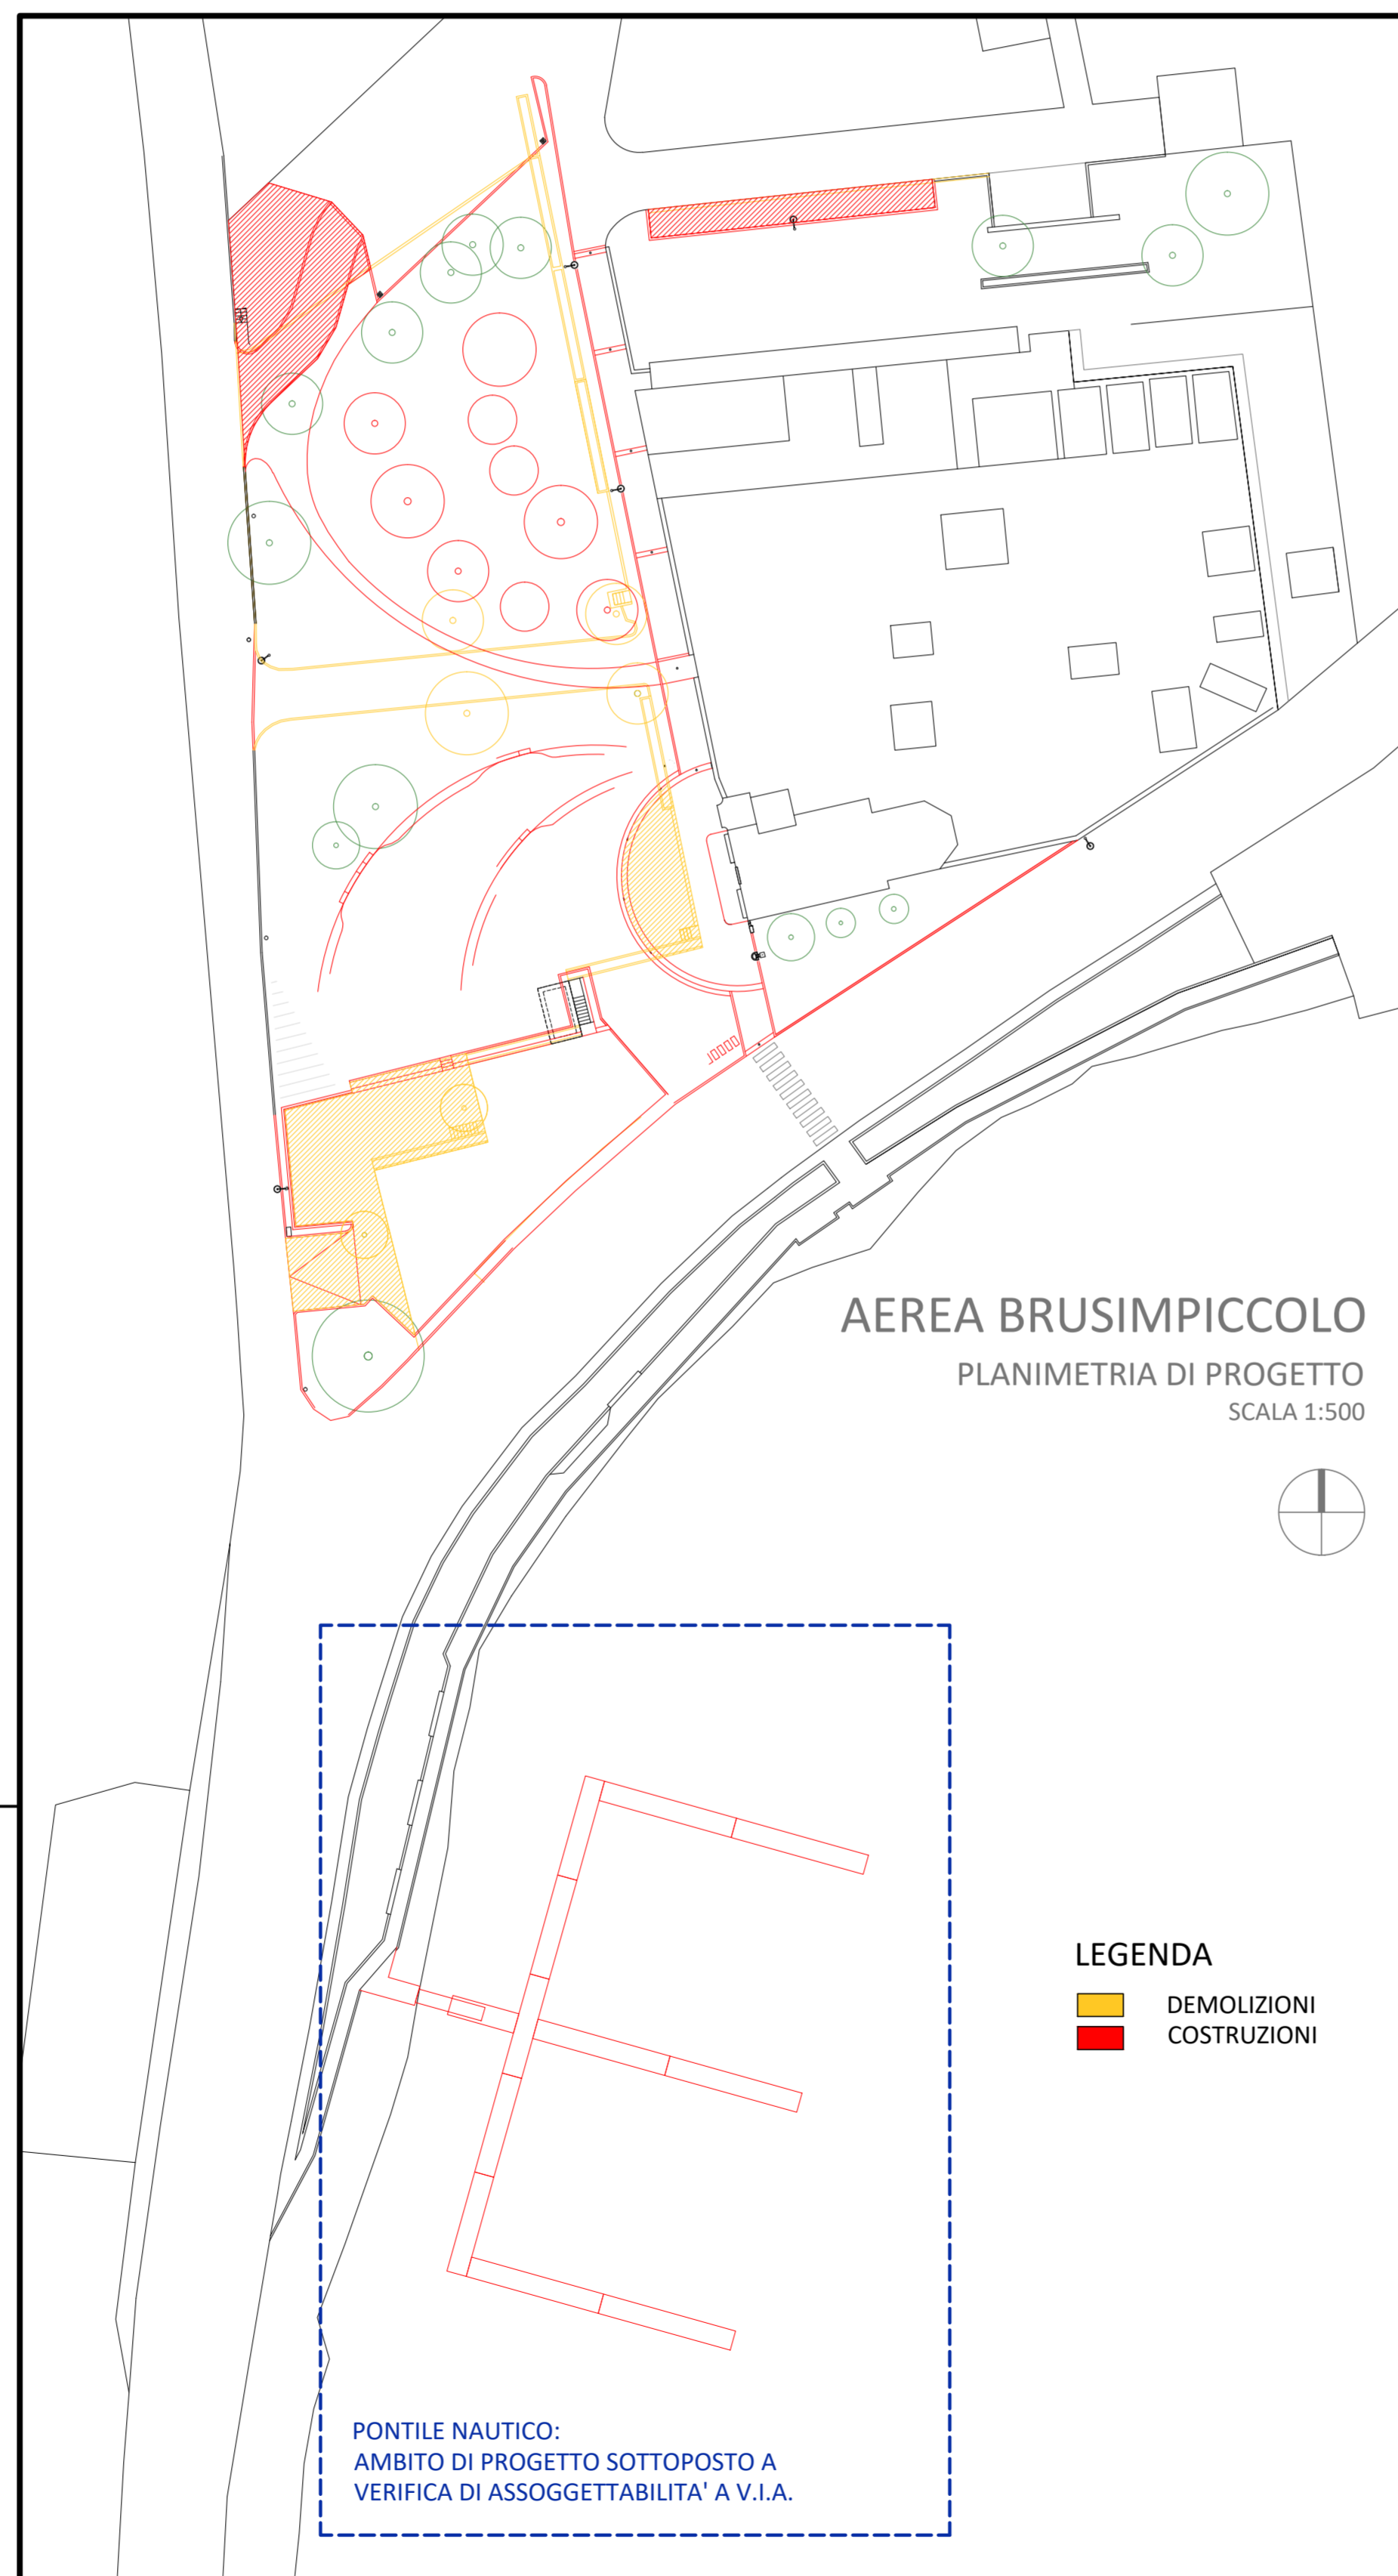 AEREA BRUSIMPICCOLO
PLANIMETRIA DI PROGETTO
SCALA 1:500
LEGENDA
DEMOLIZIONI
COSTRUZIONI
PONTILE NAUTICO:
AMBITO DI PROGETTO SOTTOPOSTO A
VERIFICA DI ASSOGGETTABILITA' A V.I.A.